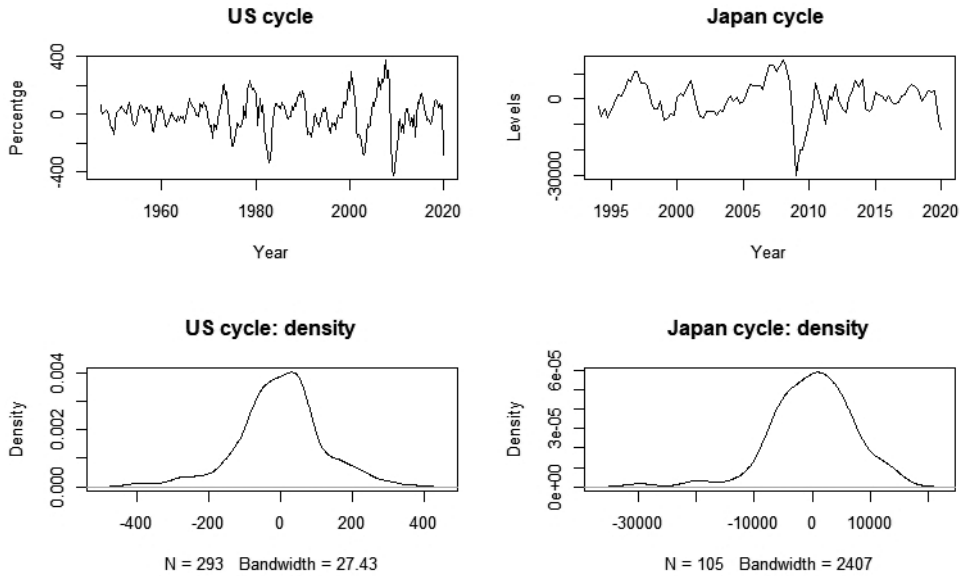 US cycle
Percentge
400
0
-400
1960
1980
2000
2020
Year
Japan cycle
Levels
0
-30000
1995
2000
2005
2010
2015
2020
Year
US cycle: density
Density
0.004
0.002
0.000
-400
-200
0
200
400
N = 293 Bandwidth = 27.43
Japan cycle: density
Density
6e-05
3e-05
0e+00
-30000
-10000
0
10000
N = 105 Bandwidth = 2407